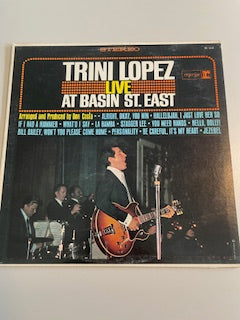 STEREO
reprise
TRINI LOPEZ
LIVE
AT BASIN ST. EAST
Arranged and Produced by Don Costa • ALRIGHT, OKAY, YOU WIN • HALLELUJAH, I JUST LOVE HER SO
IF I HAD A HAMMER • WHAT'D I SAY • LA BAMBA • STAGGER LEE • YOU NEED HANDS • HELLO, DOLLY!
BILL BAILEY, WON'T YOU PLEASE COME HOME • PERSONALITY • BE CAREFUL, IT'S MY HEART • JEZEBEL